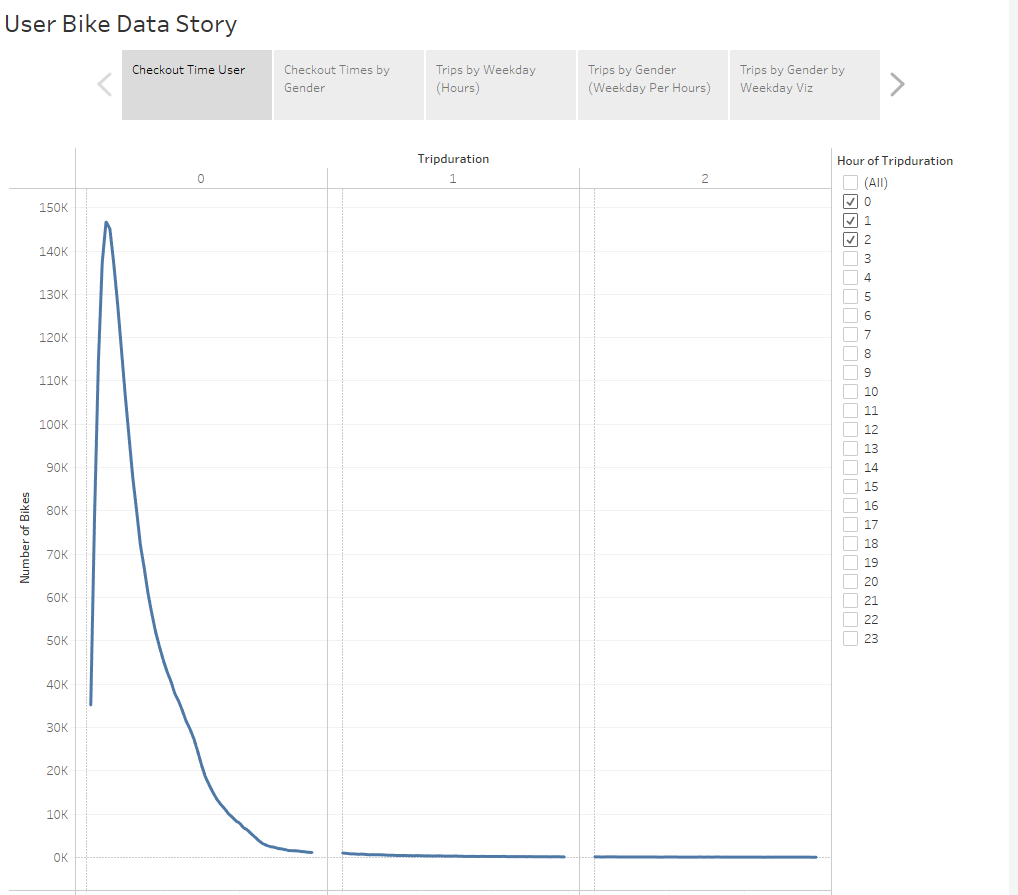 User Bike Data Story
Checkout Time User
Checkout Times by
Gender
Trips by Weekday
(Hours)
Trips by Gender
(Weekday Per Hours)
Trips by Gender by
Weekday Viz
Tripduration
0
1
2
150K
140K
130K
120K
110K
100K
90K
80K
70K
60K
50K
40K
30K
20K
10K
0K
Number of Bikes
Hour of Tripduration
(All)
0
1
2
3
4
5
6
7
8
9
10
11
12
13
14
15
16
17
18
19
20
21
22
23